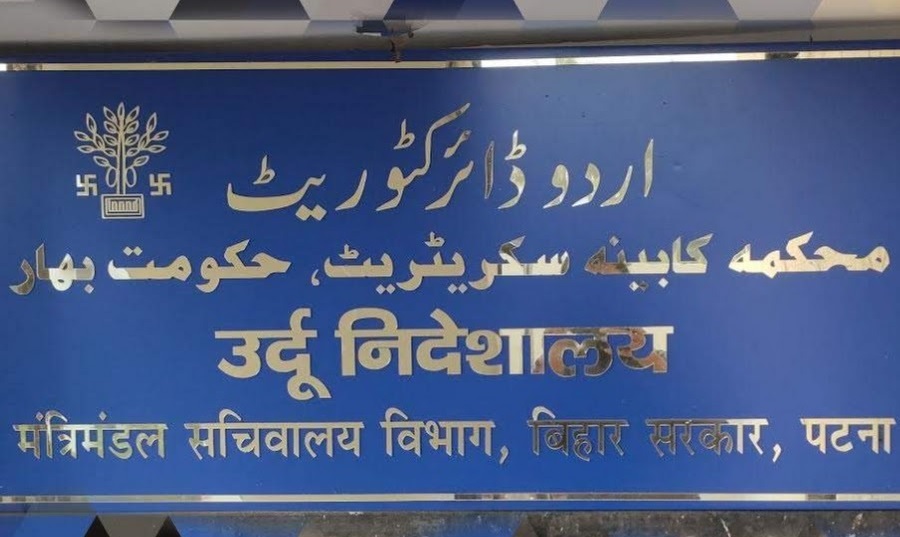 اردو ڈائرکٹوریٹ
محکمہ کابینہ سکریٹریٹ، حکومت بہار
उर्दू निदेशालय
मंत्रिमंडल सचिवालय विभाग, बिहार सरकार, पटना